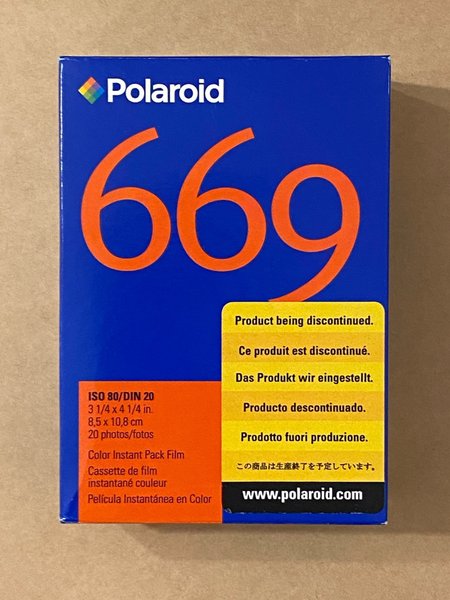 Polaroid
669
Product being discontinued.
Ce produit est discontinué.
Das Produkt wir eingestellt.
Producto descontinuado.
Prodotto fuori produzione.
この商品は生産終了を予定しています。
www.polaroid.com
ISO 80/DIN 20
3 1/4 x 4 1/4 in.
8,5 x 10,8 cm
20 photos/fotos
Color Instant Pack Film
Cassette de film
instantané couleur
Película Instantánea en Color